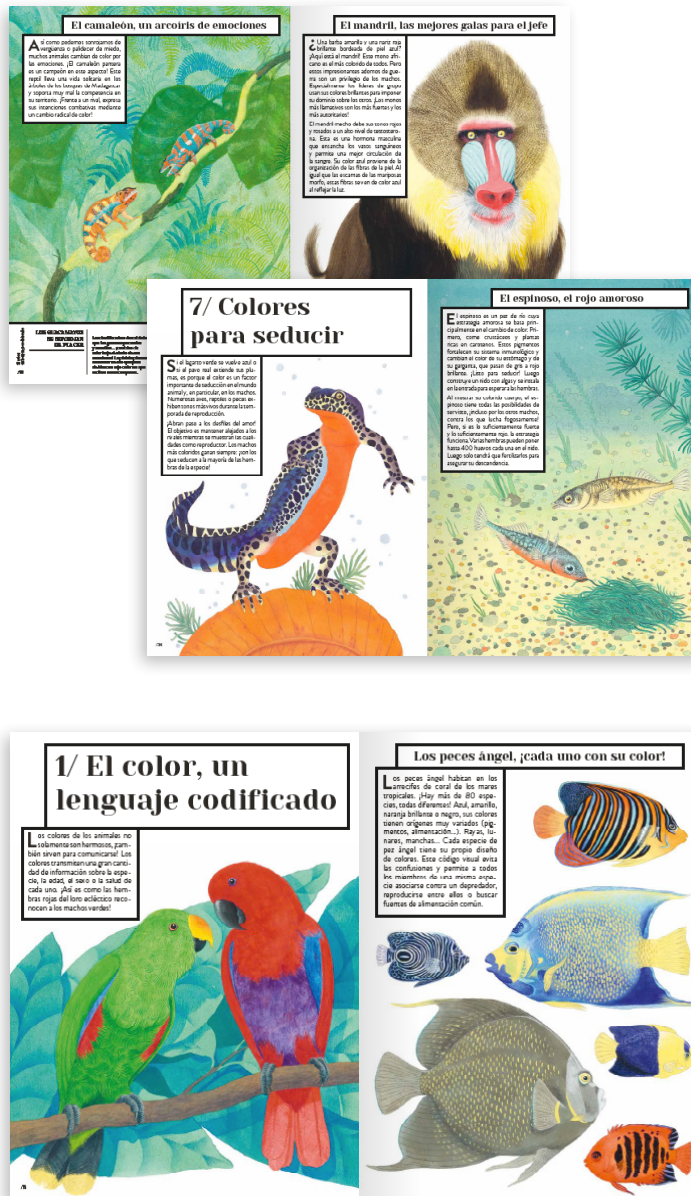 El camaleón, un arcoíris de emociones
Así como podemos sonrojarnos de
vergüenza o palidecer de miedo,
muchos animales cambian de color por
las emociones. ¡El camaleón pantera
es un campeón en este aspecto! Este
reptil lleva una vida solitaria en los
árboles de los bosques de Madagascar
y soporta muy mal la competencia en
su territorio. ¡Frente a un rival, expresa
sus intenciones combativas mediante
un cambio radical de color!
El mandril, las mejores galas para el jefe
¿Una barba amarilla y una nariz roja
brillante bordeada de piel azul?
¡Aquí está el mandril! Este mono afri-
cano es el más colorido de todos. Pero
estos impresionantes adornos de gue-
rra son un privilegio de los machos.
Especialmente los líderes de grupo
usan sus colores brillantes para imponer
su dominio sobre los otros. ¡Los monos
más llamativos son los más fuertes y los
más autoritarios!
El mandril macho debe sus tonos rojos
y rosados a un alto nivel de testostero-
na. Esta es una hormona masculina
que ensancha los vasos sanguíneos
y permite una mejor circulación de
la sangre. Su color azul proviene de la
organización de las fibras de la piel. Al
igual que las escamas de las mariposas
morfo, estas fibras sirven de color azul
al reflejar la luz.
LOS GUACAMAYOS
SE SONROJAN
DE PLACER
7/ Colores
para seducir
Si el lagarto verde se vuelve azul o
si el pavo real extiende sus plu-
mas, es porque el color es un factor
importante de seducción en el mundo
animal y, en particular, en los machos.
Numerosas aves, reptiles o peces ex-
hiben tonos más vivos durante la tem-
porada de reproducción.
¡Abran paso a los desfiles del amor!
El objetivo es mantener alejados a los
rivales mientras se muestran las cuali-
dades como reproductor. Los machos
más coloridos ganan siempre: ¡son los
que seducen a la mayoría de las hem-
bras de la especie!
El espinoso, el rojo amoroso
El espinoso es un pez de río cuya
estrategia amorosa se basa prin-
cipalmente en el cambio de color. Pri-
mero, come crustáceos y plantas
ricas en carotenos. Estos pigmentos
fortalecen su sistema inmunológico y
cambian el color de su estómago y de
su garganta, que pasan de gris a rojo
brillante. ¡Listo para seducir! Luego
construye un nido con algas y se instala
en la entrada para esperar a las hembras.
Al mostrar su colorido cuerpo, el es-
pinoso tiene todas las posibilidades de
servirse, ¡incluso por los otros machos,
contra los que lucha fogosamente!
Pero, si es lo suficientemente fuerte
y lo suficientemente rojo, la estrategia
funciona. Varias hembras pueden poner
hasta 400 huevos cada una en el nido.
Luego solo tendrá que fertilizarlos para
asegurar su descendencia.
1/ El color, un
lenguaje codificado
Los colores de los animales no
solamente son hermosos, ¡tam-
bién sirven para comunicarse! Los
colores transmiten una gran canti-
dad de información sobre la espe-
cie, la edad, el sexo o la salud de
cada uno. ¡Así es como las hem-
bras rojas del loro ecléctico reco-
nocen a los machos verdes!
Los peces ángel, ¡cada uno con su color!
Los peces ángel habitan en los
arrecifes de coral de los mares
tropicales. ¡Hay más de 80 espe-
cies, todas diferentes! Azul, amarillo,
naranja brillante o negro, sus colores
tienen orígenes muy variados (pig-
mentos, alimentación...). Rayas, lu-
nares, manchas... Cada especie de
pez ángel tiene su propio diseño
de colores. Este código visual evita
las confusiones y permite a todos
los miembros de una misma espe-
cie asociarse contra un depredador,
reproducirse entre ellos o buscar
fuentes de alimentación común.